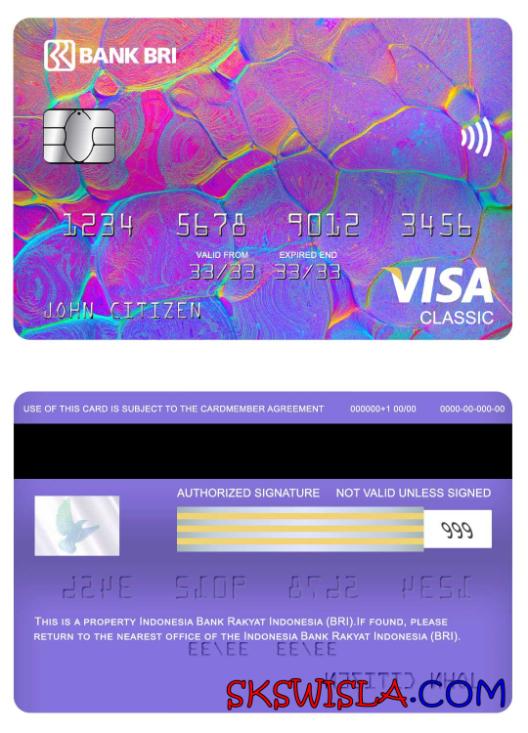 BANK BRI
1234 5678 9012 3456
VALID FROM EXPIRED END
33/33 33/33
JOHN CITIZEN
VISA
CLASSIC
USE OF THIS CARD IS SUBJECT TO THE CARDMEMBER AGREEMENT 000000+1 00/00 0000-00-000-00
AUTHORIZED SIGNATURE NOT VALID UNLESS SIGNED
999
THIS IS A PROPERTY INDONESIA BANK RAKYAT INDONESIA (BRI).IF FOUND, PLEASE
RETURN TO THE NEAREST OFFICE OF THE INDONESIA BANK RAKYAT INDONESIA (BRI).
SKSWISLA.COM